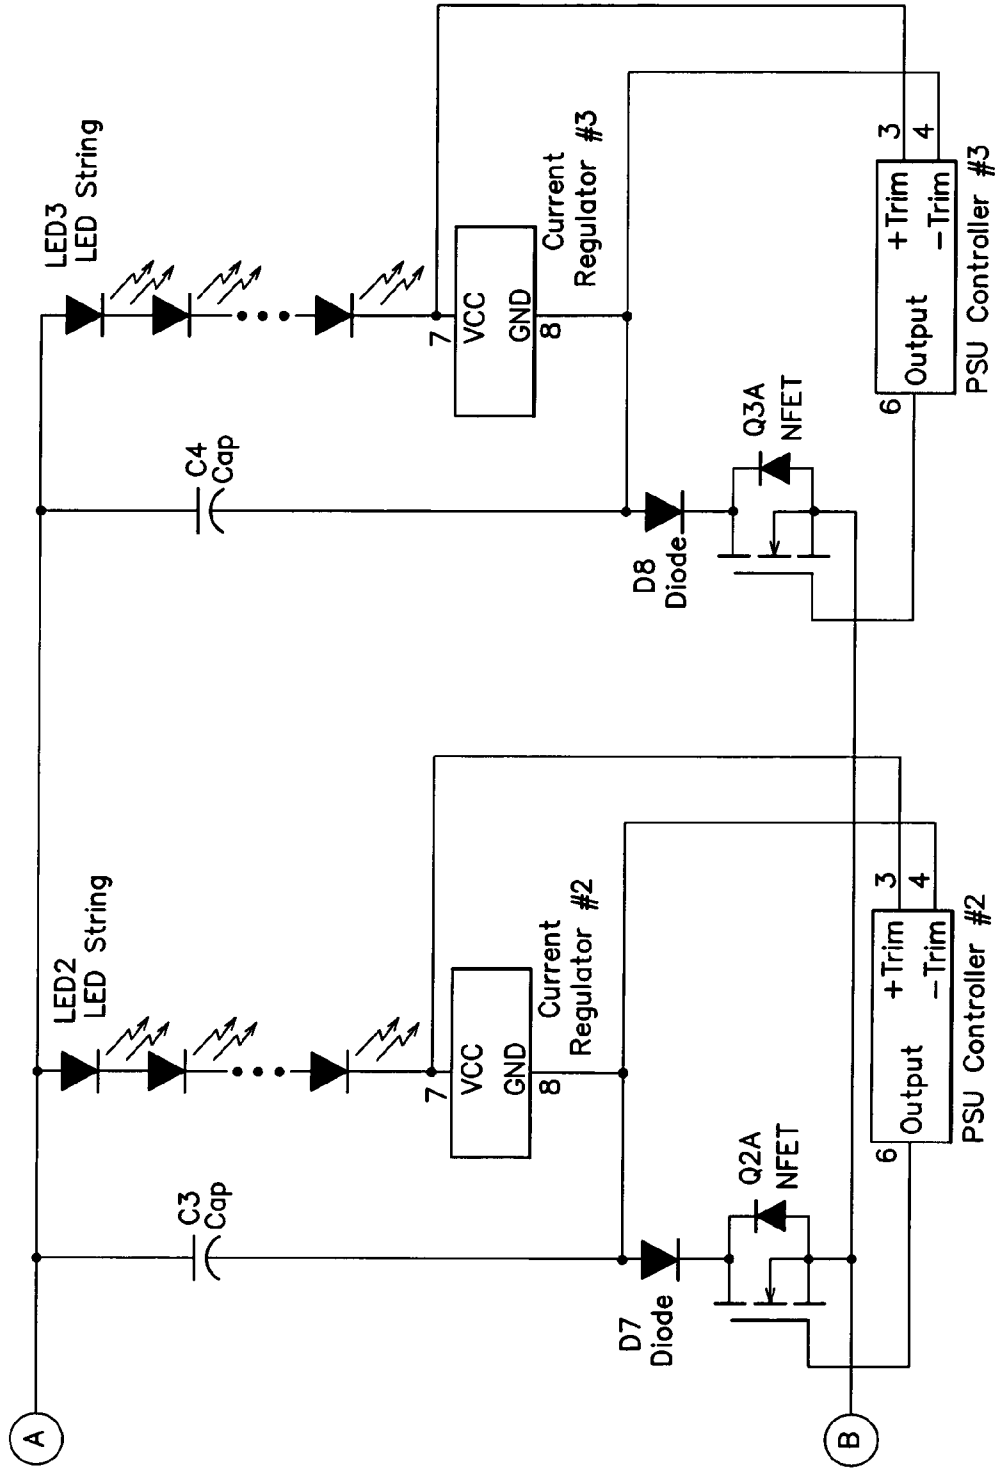 LED3
LED String
C4
Cap
7
VCC
GND
8
Current
Regulator #3
D8
Diode
Q3A
NFET
3
4
+Trim
-Trim
Output
6
PSU Controller #3
LED2
LED String
C3
Cap
7
VCC
GND
8
Current
Regulator #2
D7
Diode
Q2A
NFET
3
4
+Trim
-Trim
Output
6
PSU Controller #2
A
B